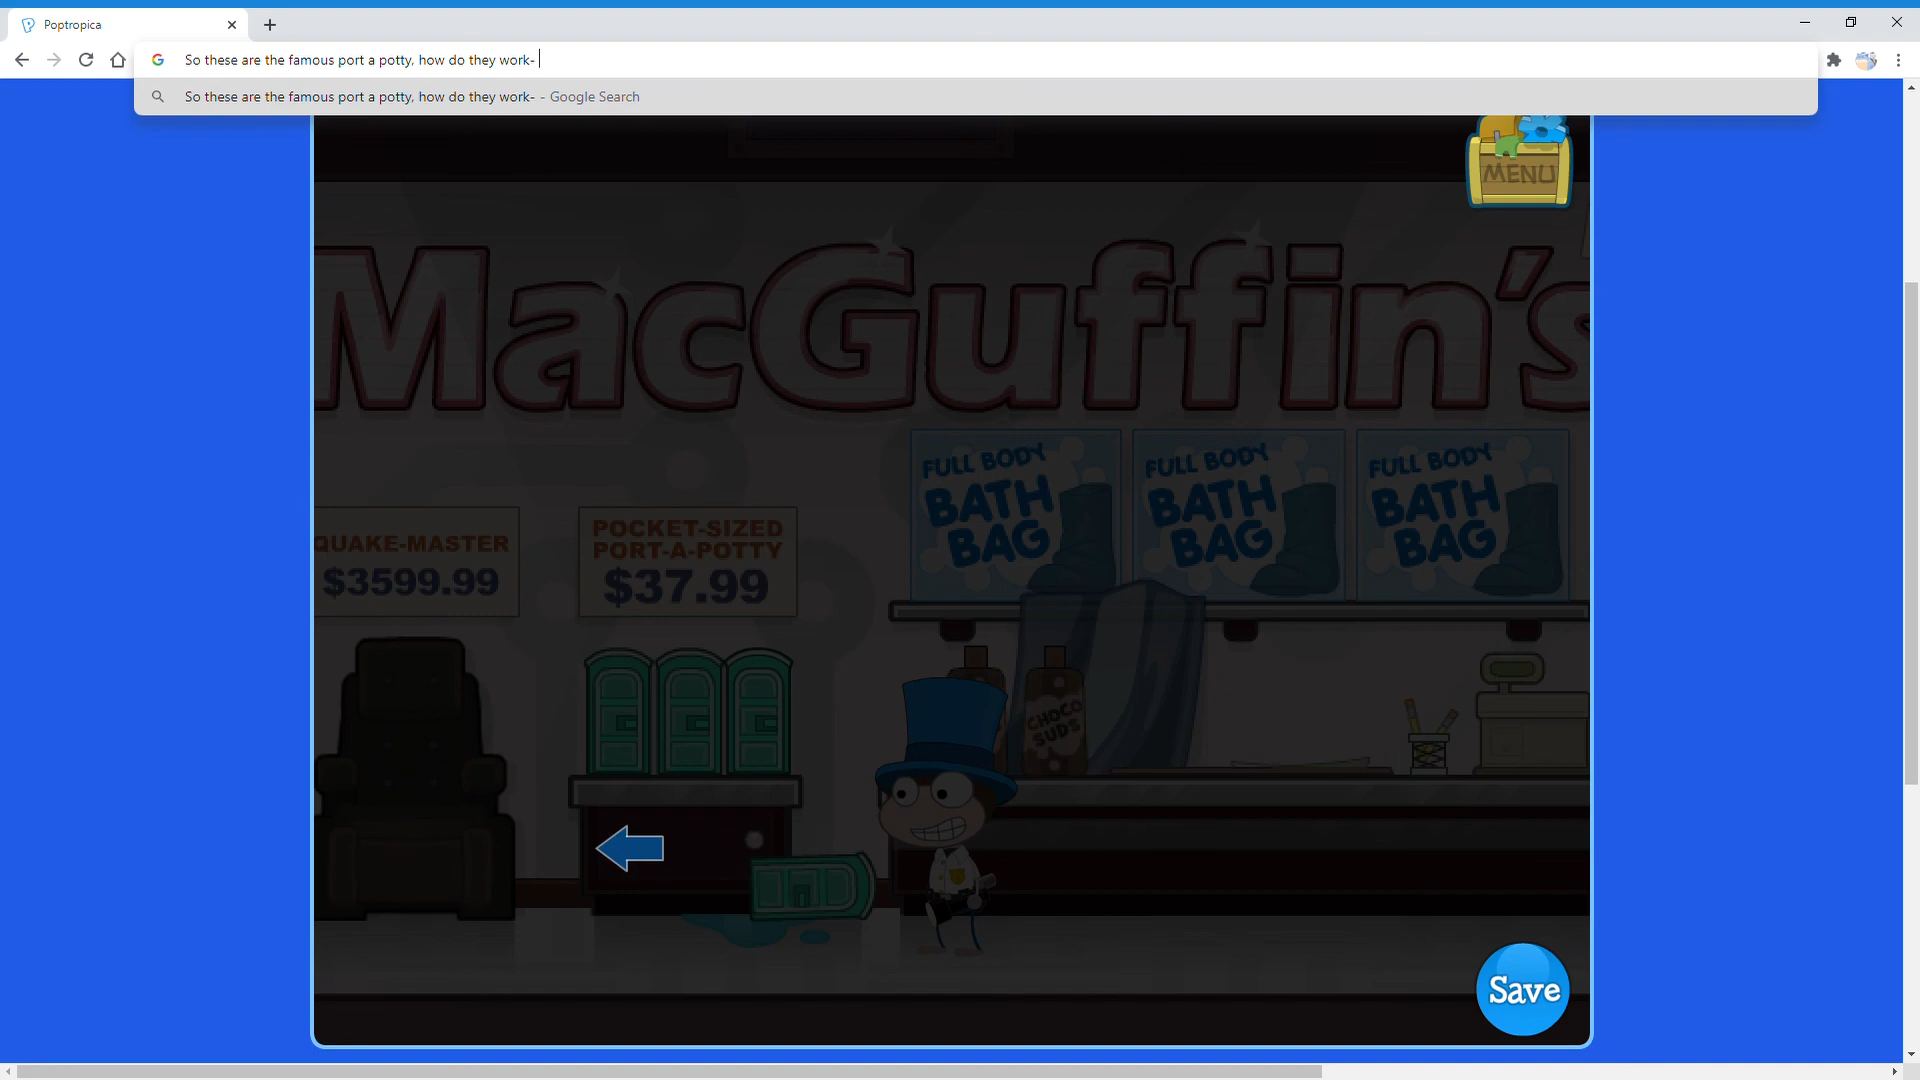 Poptropica
So these are the famous port a potty, how do they work-
So these are the famous port a potty, how do they work- - Google Search
MENU
MacGuffin's
FULL BODY
BATH
BAG
FULL BODY
BATH
BAG
FULL BODY
BATH
BAG
QUAKE-MASTER
$3599.99
POCKET-SIZED
PORT-A-POTTY
$37.99
CHOCO
SUDS
Save